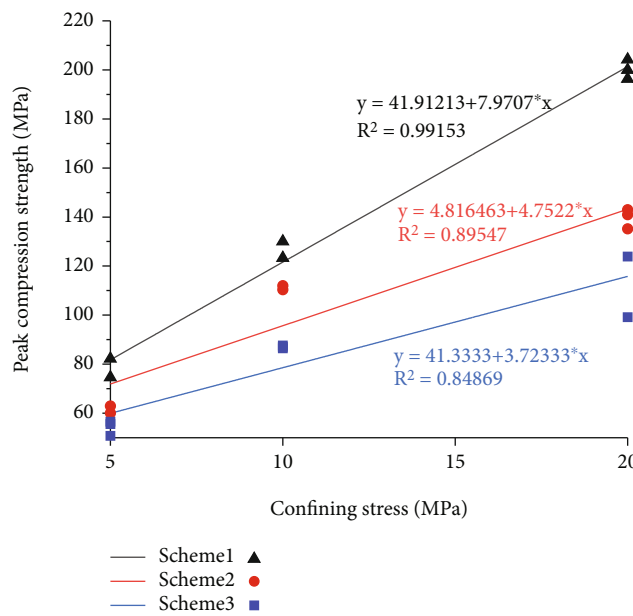 220
200
180
160
140
120
100
80
60
Peak compression strength (MPa)
y = 41.91213+7.9707*x
R² = 0.99153
y = 4.816463+4.7522*x
R² = 0.89547
y = 41.3333+3.72333*x
R² = 0.84869
5 10 15 20
Confining stress (MPa)
Scheme1
Scheme2
Scheme3